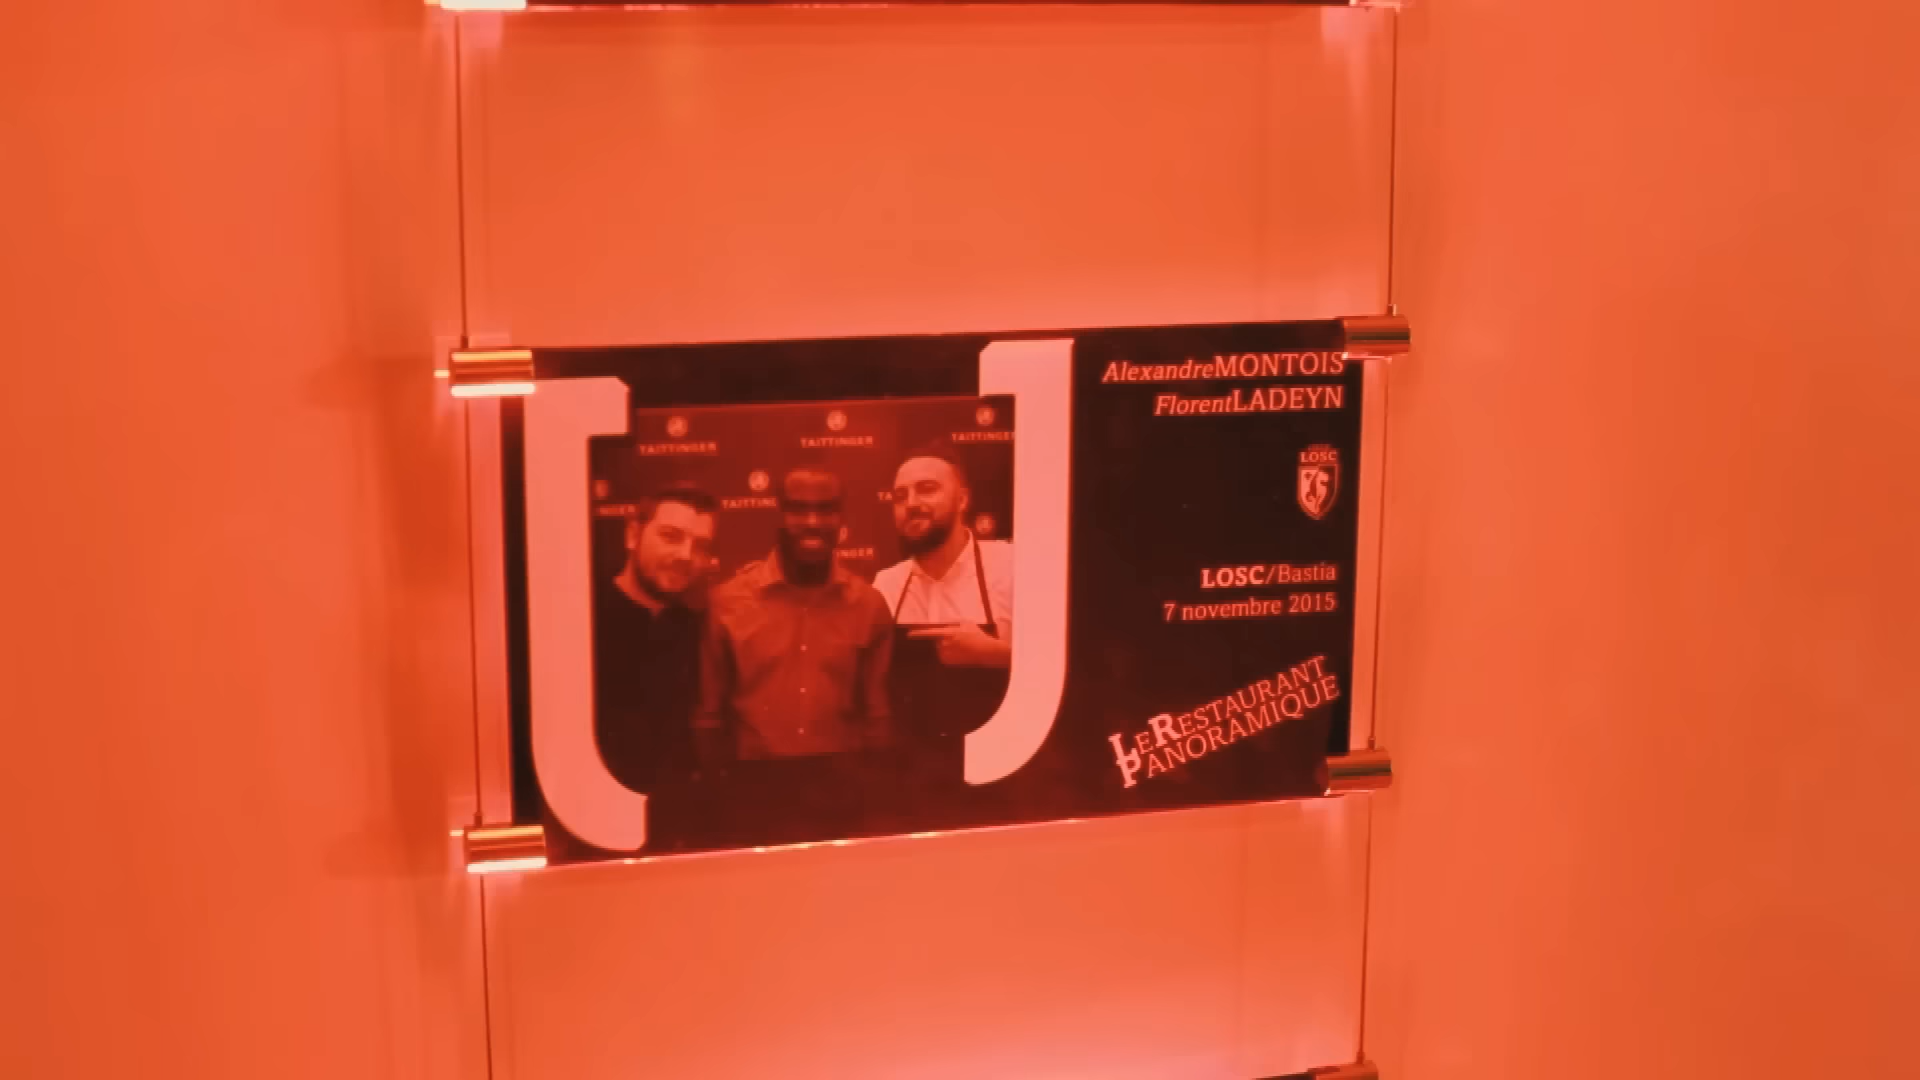 TAITTINGER TAITTINGER TAITTINGER
AlexandreMONTOIS
FlorentLADEYN
LOSC
LOSC/Bastia
7 novembre 2015
LERESTAURANT
PANORAMIQUE